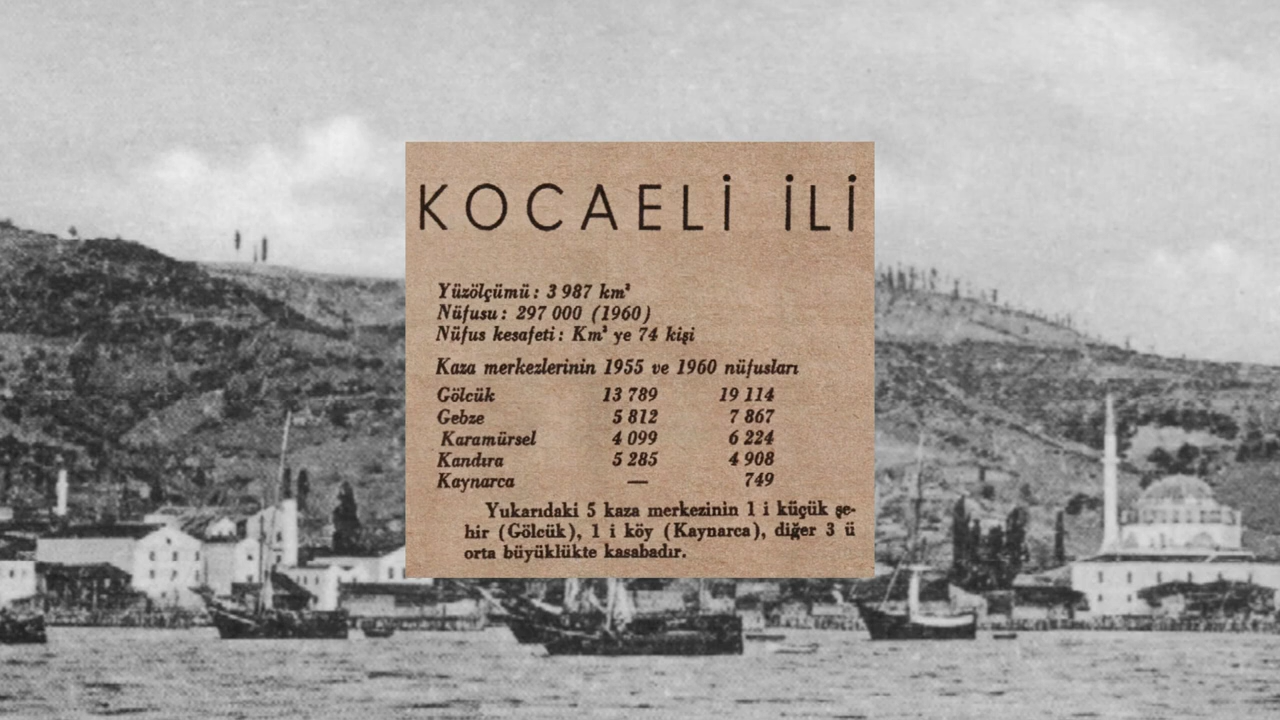 KOCAELİ İLİ
Yüzölçümü: 3 987 km²
Nüfusu: 297 000 (1960)
Nüfus kesafeti: Km² ye 74 kişi
Kaza merkezlerinin 1955 ve 1960 nüfusları
Gölcük 13 789 19 114
Gebze 5 812 7 867
Karamürsel 4 099 6 224
Kandıra 5 285 4 908
Kaynarca — 749
Yukarıdaki 5 kaza merkezinin 1 i küçük şe-
hir (Gölcük), 1 i köy (Kaynarca), diğer 3 ü
orta büyüklükte kasabadır.